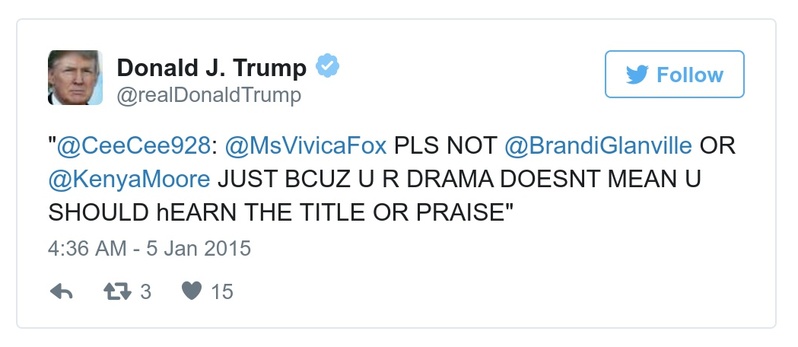 Donald J. Trump
@realDonaldTrump
Follow
"@CeeCee928: @MsVivicaFox PLS NOT @BrandiGlanville OR
@KenyaMoore JUST BCUZ U R DRAMA DOESNT MEAN U
SHOULD hEARN THE TITLE OR PRAISE"
4:36 AM - 5 Jan 2015
3 15